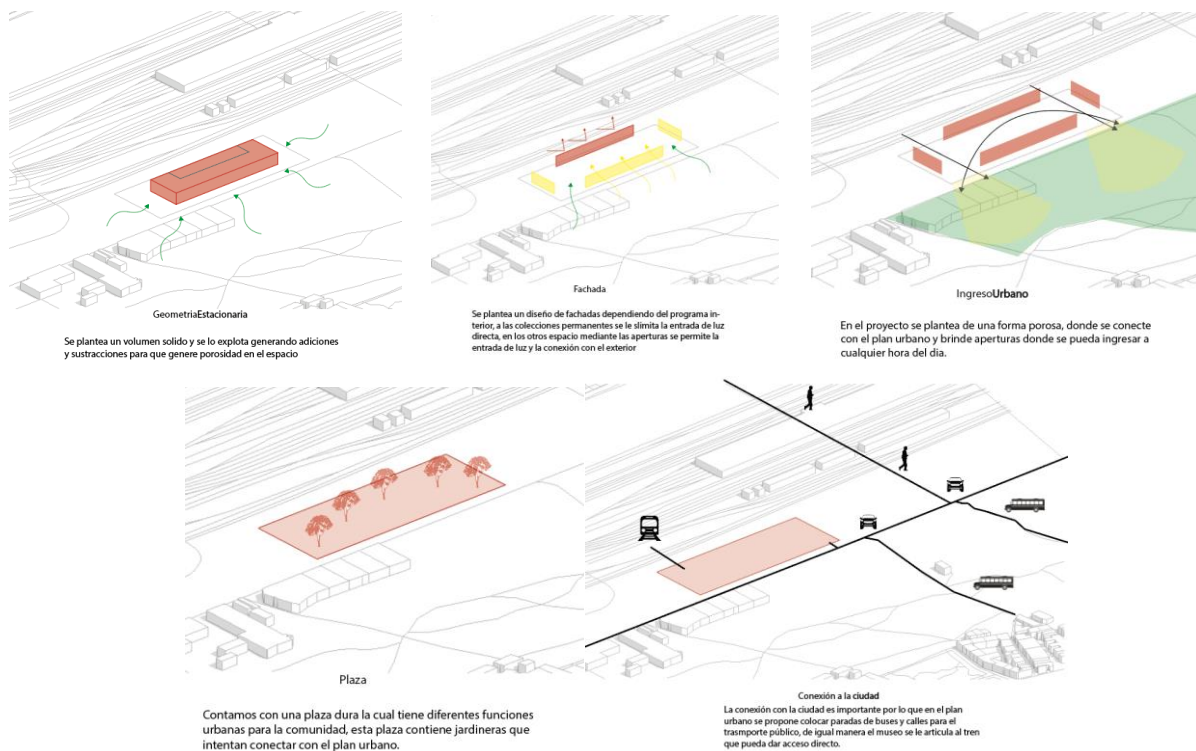 GeometriaEstacionaria
Se plantea un volumen solido y se lo explota generando adiciones
y sustracciones para que genere porosidad en el espacio
Fachada
Se plantea un diseño de fachadas dependiendo del programa in-
terior, a las colecciones permanentes se le slimita la entrada de luz
directa, en los otros espacio mediante las aperturas se permite la
entrada de luz y la conexión con el exterior
IngresoUrbano
En el proyecto se plantea de una forma porosa, donde se conecte
con el plan urbano y brinde aperturas donde se pueda ingresar a
cualquier hora del dia.
Plaza
Contamos con una plaza dura la cual tiene diferentes funciones
urbanas para la comunidad, esta plaza contiene jardineras que
intentan conectar con el plan urbano.
Conexión a la ciudad
La conexión con la ciudad es importante por lo que en el plan
urbano se propone colocar paradas de buses y calles para el
trasmporte público, de igual manera el museo se le articula al tren
que pueda dar acceso directo.